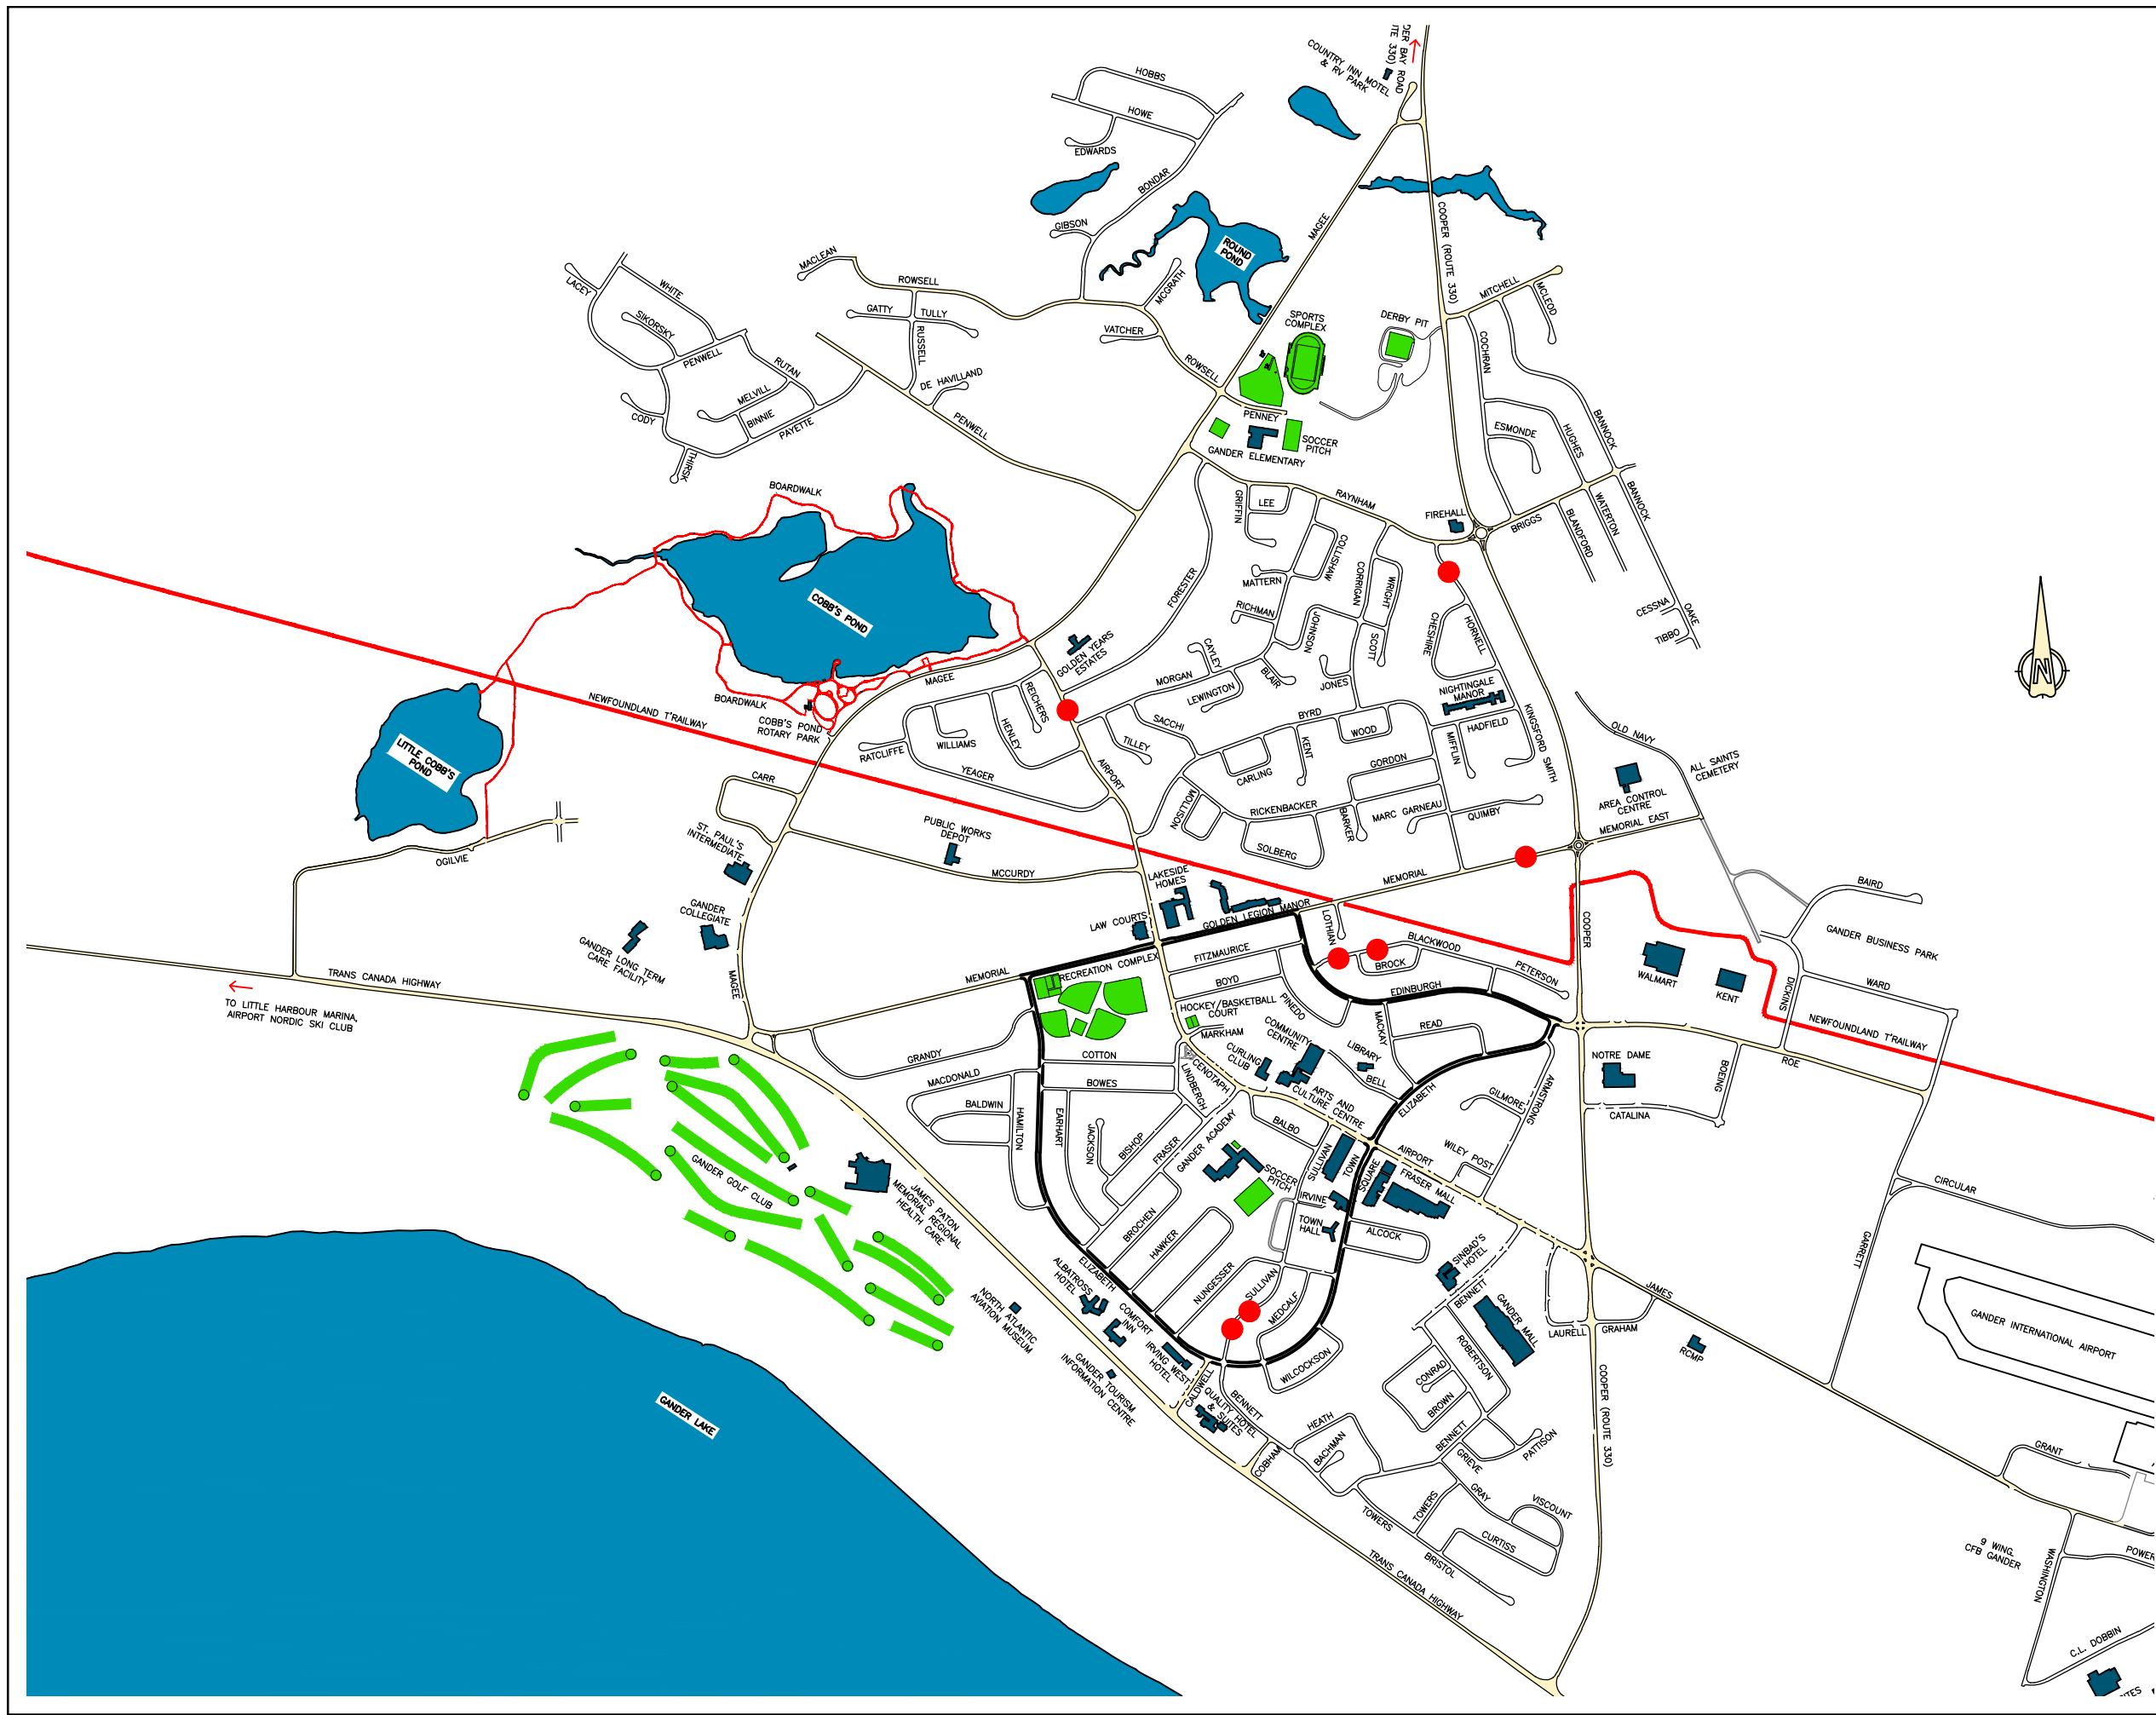 DER BAY ROAD
TE 330)
COUNTRY INN MOTEL
& RV PARK
HOBBS
HOWE
EDWARDS
BONDAR
GIBSON
ROUND
POND
MAGEE
COOPER (ROUTE 330)
MACLEAN
ROWSELL
MCGRATH
GATTY
TULLY
RUSSELL
VATCHER
ROWSELL
DE HAVILLAND
PENWELL
LACEY
WHITE
SIKORSKY
PENWELL
RUTAN
MELVILL
BINNIE
CODY
PAYETTE
THIRSK
SPORTS
COMPLEX
DERBY PIT
MITCHELL
MCLEOD
COCHRAN
PENNEY
SOCCER
PITCH
GANDER ELEMENTARY
ESMONDE
HUGHES
BANNOCK
BANNOCK
RAYNHAM
GRIFFIN
LEE
FIREHALL
BRIGGS
BLANDFORD
WATERTON
BOARDWALK
COBB'S POND
FORESTER
MATTERN
COLLISHAW
CORRIGAN
WRIGHT
RICHMAN
JOHNSON
SCOTT
CHESHIRE
HORNELL
CESSNA
OAKE
TIBBO
N
GOLDEN YEARS
ESTATES
CAYLEY
MORGAN
LEWINGTON
BLAIR
JONES
NIGHTINGALE
MANOR
MAGEE
REICHERS
BOARDWALK
COBB'S POND
ROTARY PARK
NEWFOUNDLAND T'RAILWAY
LITTLE COBB'S
POND
RATCLIFFE
WILLIAMS
HENLEY
YEAGER
TILLEY
SACCHI
BYRD
WOOD
KENT
CARLING
GORDON
MIFFLIN
HADFIELD
KINGSFORD SMITH
OLD NAVY
ALL SAINTS
CEMETERY
AREA CONTROL
CENTRE
MEMORIAL EAST
AIRPORT
MOLLISON
RICKENBACKER
BARKER
MARC GARNEAU
QUIMBY
SOLBERG
CARR
PUBLIC WORKS
DEPOT
ST. PAUL'S
INTERMEDIATE
OGILVIE
MCCURDY
LAKESIDE
HOMES
MEMORIAL
BAIRD
GANDER
COLLEGIATE
GANDER LONG TERM
CARE FACILITY
LAW COURTS
GOLDEN LEGION MANOR
LOTHIAN
BLACKWOOD
BROCK
PETERSON
COOPER
WALMART
KENT
GANDER BUSINESS PARK
DICKINS
WARD
TRANS CANADA HIGHWAY
TO LITTLE HARBOUR MARINA,
AIRPORT NORDIC SKI CLUB
MAGEE
MEMORIAL
RECREATION COMPLEX
FITZMAURICE
BOYD
PINEDO
EDINBURGH
MACKAY
READ
NEWFOUNDLAND T'RAILWAY
HOCKEY/BASKETBALL
COURT
MARKHAM
COMMUNITY
CENTRE
CURLING
CLUB
LIBRARY
BELL
CENOTAPH
LINDBERGH
ARTS AND
CULTURE CENTRE
ELIZABETH
NOTRE DAME
BOEING
ROE
CATALINA
GILMORE
ARMSTRONG
WILEY POST
GRANDY
COTTON
BOWES
MACDONALD
BALDWIN
HAMILTON
EARHART
JACKSON
BISHOP
FRASER
GANDER ACADEMY
BALBO
SULLIVAN
TOWN
SQUARE
AIRPORT
FRASER MALL
SOCCER
PITCH
IRVINE
TOWN
HALL
ALCOCK
GANDER GOLF CLUB
JAMES PATON
MEMORIAL REGIONAL
HEALTH CARE
BROCHEN
HAWKER
NUNGESSER
SULLIVAN
MEDCALF
SINBAD'S
HOTEL
BENNETT
GANDER MALL
CIRCULAR
GARRETT
JAMES
GANDER INTERNATIONAL AIRPORT
ELIZABETH
ALBATROSS
HOTEL
COMFORT
INN
NORTH ATLANTIC
AVIATION MUSEUM
IRVING WEST
HOTEL
GANDER TOURISM
INFORMATION CENTRE
CALDWELL
WILCOCKSON
LAURELL
GRAHAM
RCMP
ROBERTSON
CONRAD
BROWN
COOPER (ROUTE 330)
GANDER LAKE
QUALITY HOTEL
& SUITES
BENNETT
HEATH
BACHMAN
COBHAM
BENNETT
GRIEVE
PATTISON
GRANT
TOWERS
TOWERS
GRAY
VISCOUNT
CURTISS
BRISTOL
TRANS CANADA HIGHWAY
9 WING,
CFB GANDER
WASHINGTON
POWER
C.L. DOBBIN